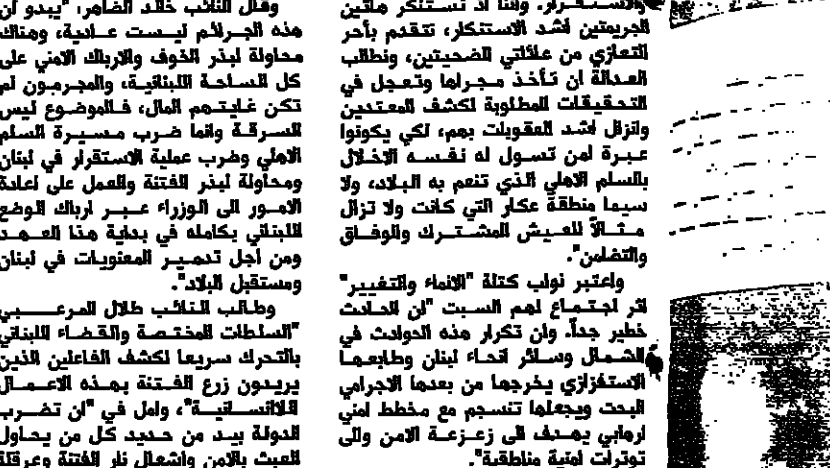 والاستقرار. واننا اذ نستنكر هاتين
الجريمتين اشد الاستنكار، نتقدم بأحر
التعازي من عائلتي الضحيتين، ونطالب
العدالة ان تأخذ مجراها وتعجل في
التحقيقات المطلوبة لكشف المعتدين
وانزال اشد العقوبات بهم، لكي يكونوا
عبرة لمن تسول له نفسه الاخلال
بالسلم الاهلي الذي تنعم به البلاد، ولا
سيما منطقة عكار التي كانت ولا تزال
مثالاً للعيش المشترك والوفاق
والتضامن".
واعتبر نواب كتلة "الانماء والتغيير"
اثر اجتماع لهم السبت "ان الحادث
خطير جداً. وان تكرار هذه الحوادث في
الشمال وسائر انحاء لبنان وطابعها
الاستفزازي يخرجها من بعدها الاجرامي
البحت ويجعلها تنسجم مع مخطط امني
ارهابي يهدف الى زعزعة الامن والى
توترات امنية مناطقية".
وقال النائب خالد الضاهر: "يبدو ان
هذه الجرائم ليست عادية، وهناك
محاولة لبذر الخوف والارباك الامني على
كل الساحة اللبنانية، والمجرمون لم
تكن غايتهم المال، فالموضوع ليس
للسرقة وانما ضرب مسيرة السلم
الاهلي وضرب عملية الاستقرار في لبنان
ومحاولة لبذر الفتنة والعمل على اعادة
الامور الى الوراء عبر ارباك الوضع
اللبناني بكامله في بداية هذا العهد
ومن اجل تدمير المعنويات في لبنان
ومستقبل البلاد".
وطالب النائب طلال المرعبي
"السلطات المختصة والقضاء اللبناني
بالتحرك سريعا لكشف الفاعلين الذين
يريدون زرع الفتنة بهذه الاعمال
اللاانسانية"، وامل في "ان تضرب
الدولة بيد من حديد كل من يحاول
العبث بالامن واشعال نار الفتنة وعرقلة